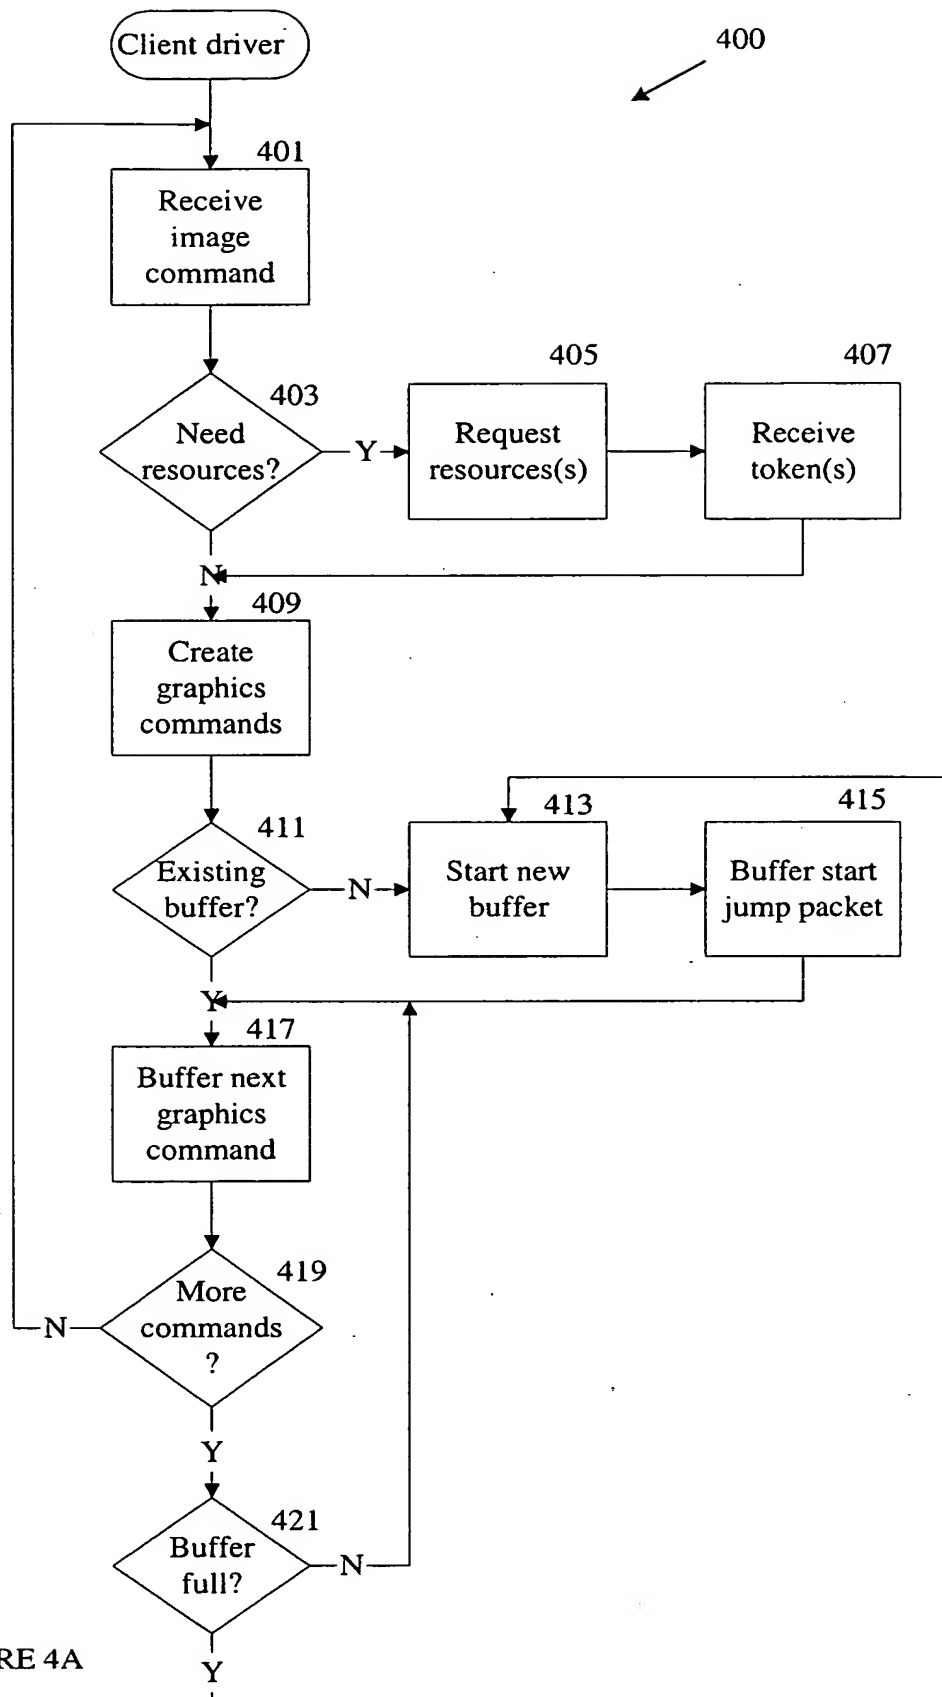 Client driver
400
401
Receive
image
command
403
Need
resources?
Y
405
Request
resources(s)
407
Receive
token(s)
N
409
Create
graphics
commands
411
Existing
buffer?
N
413
Start new
buffer
415
Buffer start
jump packet
Y
417
Buffer next
graphics
command
419
More
commands
?
N
Y
421
Buffer
full?
N
Y
RE 4A